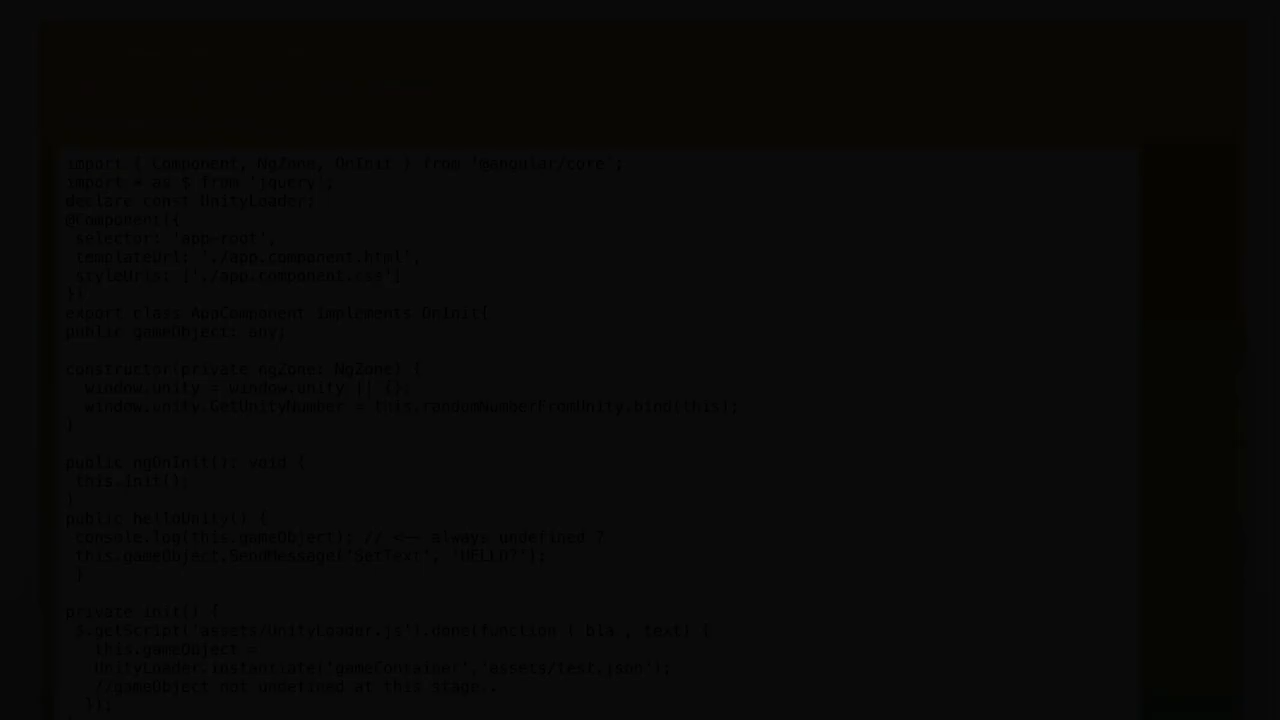 import { Component, NgZone, OnInit } from '@angular/core';
import * as $ from 'jquery';
declare const UnityLoader;
@Component({
selector: 'app-root',
templateUrl: './app.component.html',
styleUrls: ['./app.component.css']
})
export class AppComponent implements OnInit{
public gameObject: any;
constructor(private ngZone: NgZone) {
window.unity = window.unity || {};
window.unity.GetUnityNumber = this.randomNumberFromUnity.bind(this);
}
public ngOnInit(): void {
this.init();
}
public helloUnity() {
console.log(this.gameObject); // <-- always undefined ?
this.gameObject.SendMessage('SetText', 'HELLO?');
}
private init() {
$.getScript('assets/UnityLoader.js').done(function ( bla , text) {
this.gameObject =
UnityLoader.instantiate('gameContainer','assets/test.json');
//gameObject not undefined at this stage..
});